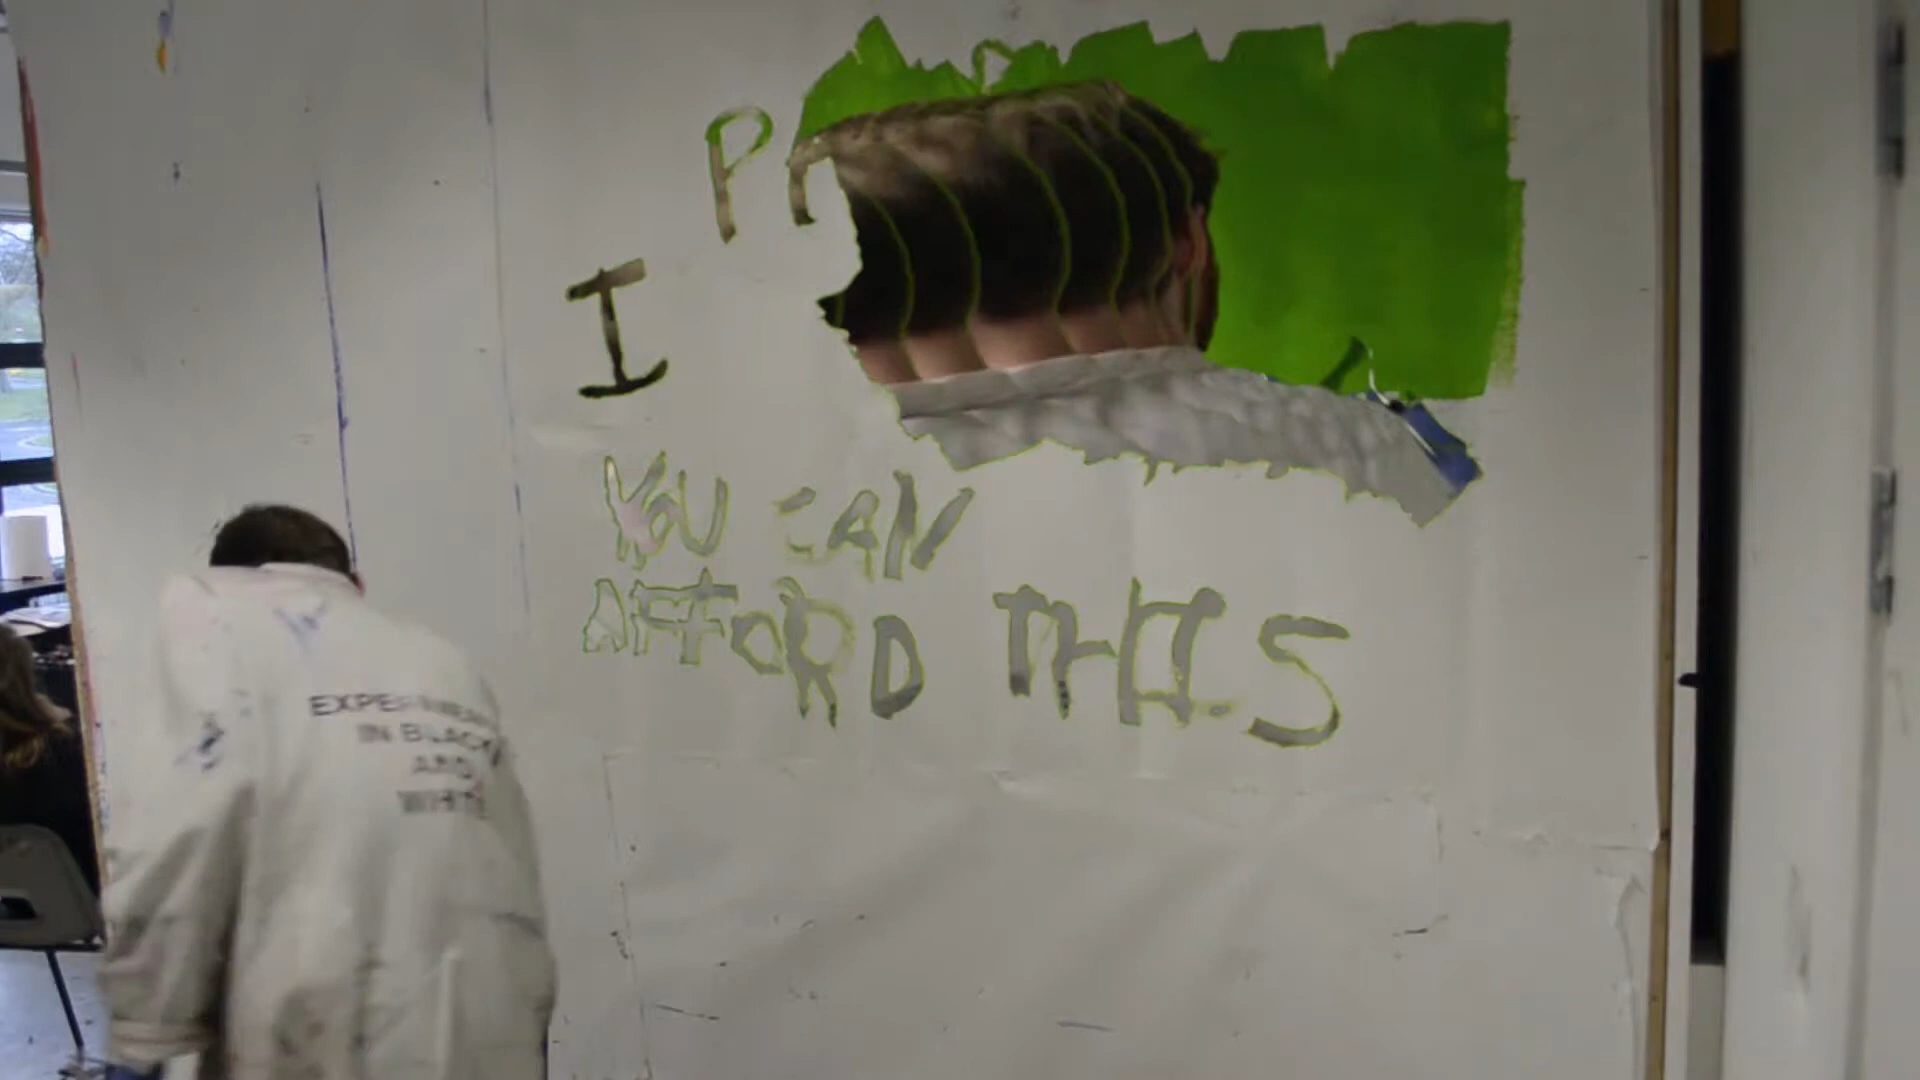 I
YOU CAN
AFFORD THIS
EXPERIMENTS
IN BLACK
AND
WHITE